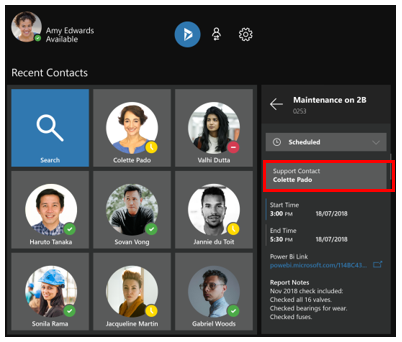 Amy Edwards
Available
Recent Contacts
Search
Colette Pado
Valhi Dutta
Haruto Tanaka
Sovan Vong
Jannie du Toit
Sonila Rama
Jacqueline Martin
Gabriel Woods
Maintenance on 2B
0253
Scheduled
Support Contact
Colette Pado
Start Time
3:00 PM 18/07/2018
End Time
5:30 PM 18/07/2018
Power Bi Link
powebi.microsoft.com/114BC43...
Report Notes
Nov 2018 check included:
Checked all 16 valves.
Checked bearings for wear.
Checked fuses.